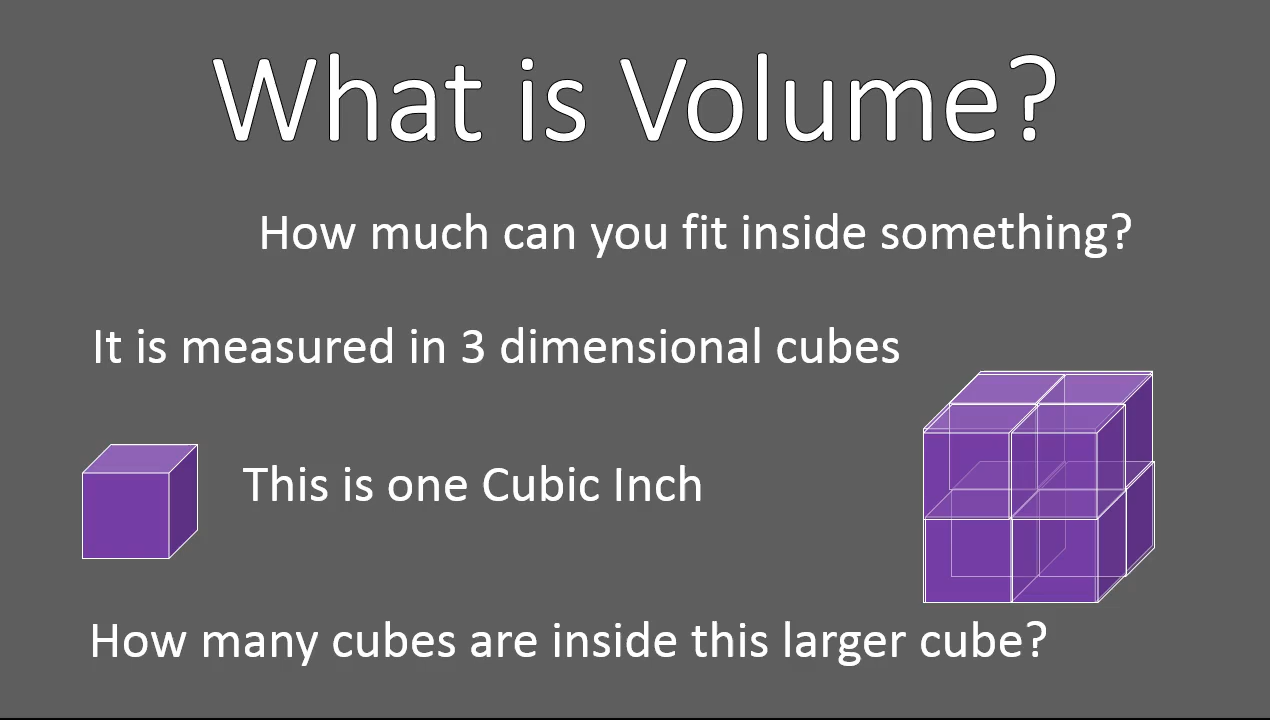 What is Volume?
How much can you fit inside something?
It is measured in 3 dimensional cubes
This is one Cubic Inch
How many cubes are inside this larger cube?